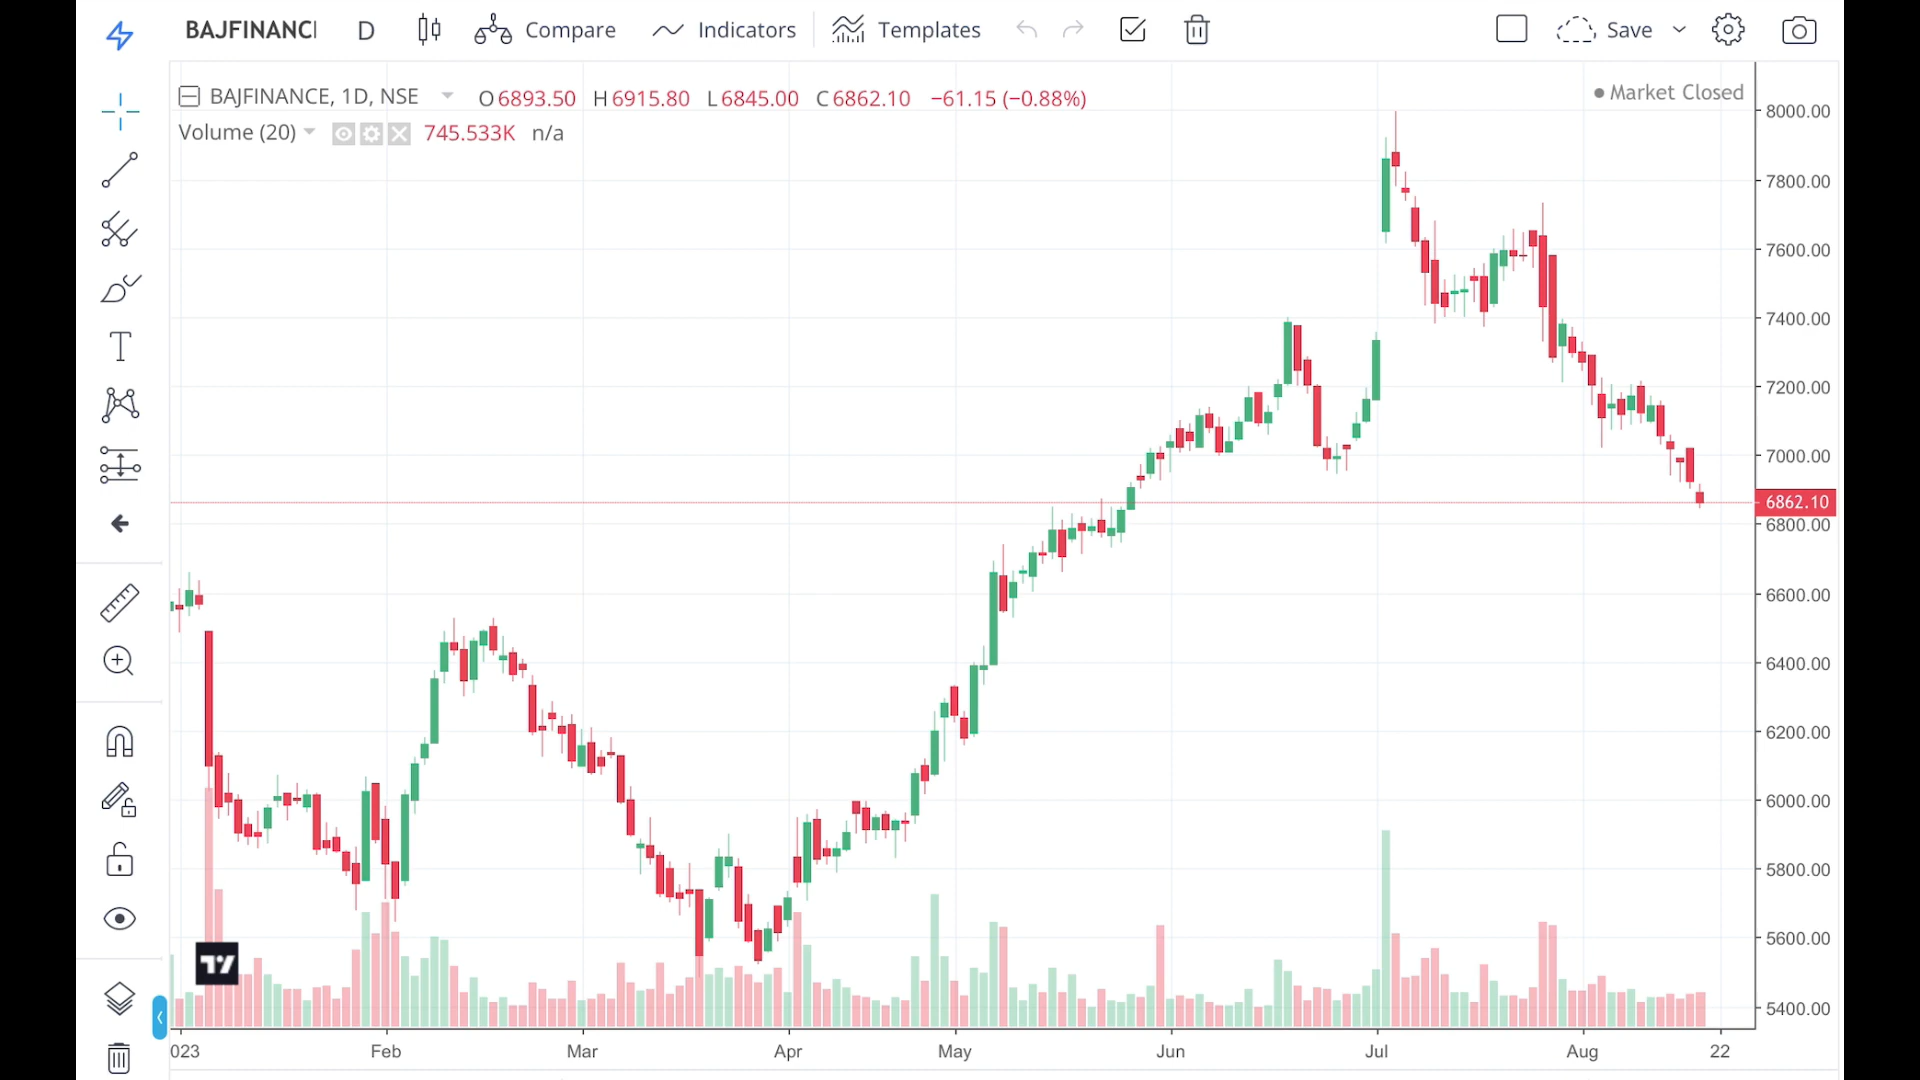 BAJFINANC
D
Compare
Indicators
Templates
Save
BAJFINANCE, 1D, NSE
O6893.50 H6915.80 L6845.00 C6862.10 −61.15 (−0.88%)
Market Closed
Volume (20)
745.533K n/a
8000.00
7800.00
7600.00
7400.00
7200.00
7000.00
6862.10
6800.00
6600.00
6400.00
6200.00
6000.00
5800.00
5600.00
5400.00
023
Feb
Mar
Apr
May
Jun
Jul
Aug
22